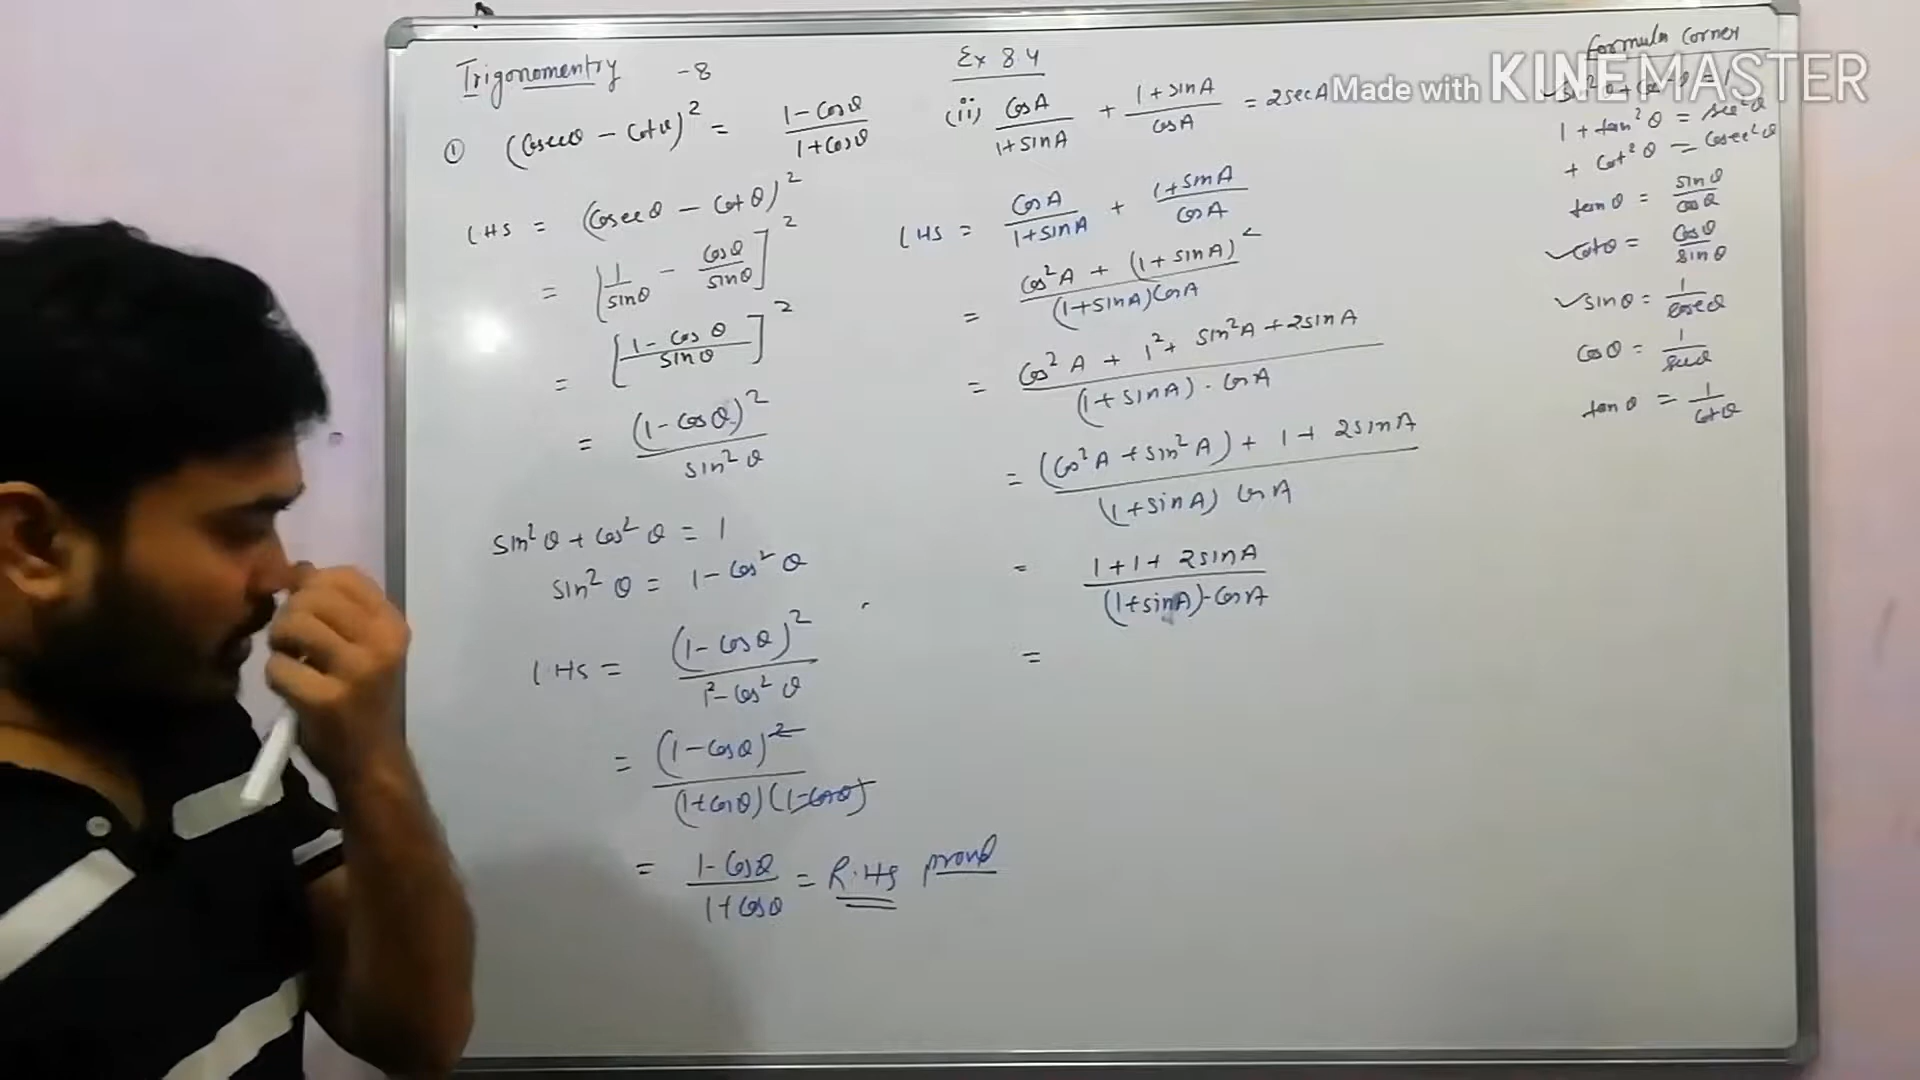 Trigonomentry - 8
① (Cosecθ - Cotθ)² = (1 - Cosθ)/(1 + Cosθ)
LHS = (Cosecθ - Cotθ)²
= [1/sinθ - Cosθ/sinθ]²
= [(1 - Cosθ)/sinθ]²
= (1 - Cosθ)²/sin²θ
sin²θ + Cos²θ = 1
sin²θ = 1 - Cos²θ
LHS = (1 - Cosθ)²/(1² - Cos²θ)
= (1 - Cosθ)²/(1 + Cosθ)(1 - Cosθ)
= (1 - Cosθ)/(1 + Cosθ) = R.HS proved
Ex 8.4
(ii) CosA/(1 + sinA) + (1 + sinA)/CosA = 2secA
LHS = CosA/(1 + sinA) + (1 + sinA)/CosA
= (Cos²A + (1 + sinA)²)/(1 + sinA)CosA
= (Cos²A + 1² + sin²A + 2sinA)/(1 + sinA) . CosA
= ((Cos²A + sin²A) + 1 + 2sinA)/(1 + sinA) CosA
= (1 + 1 + 2sinA)/(1 + sinA) . CosA
=
Formula Corner
Made with KINEMASTER
1 + tan²θ = sec²θ
+ Cot²θ = Cosec²θ
tanθ = sinθ/Cosθ
✓Cotθ = Cosθ/sinθ
✓sinθ = 1/Cosecθ
Cosθ = 1/secθ
tanθ = 1/Cotθ